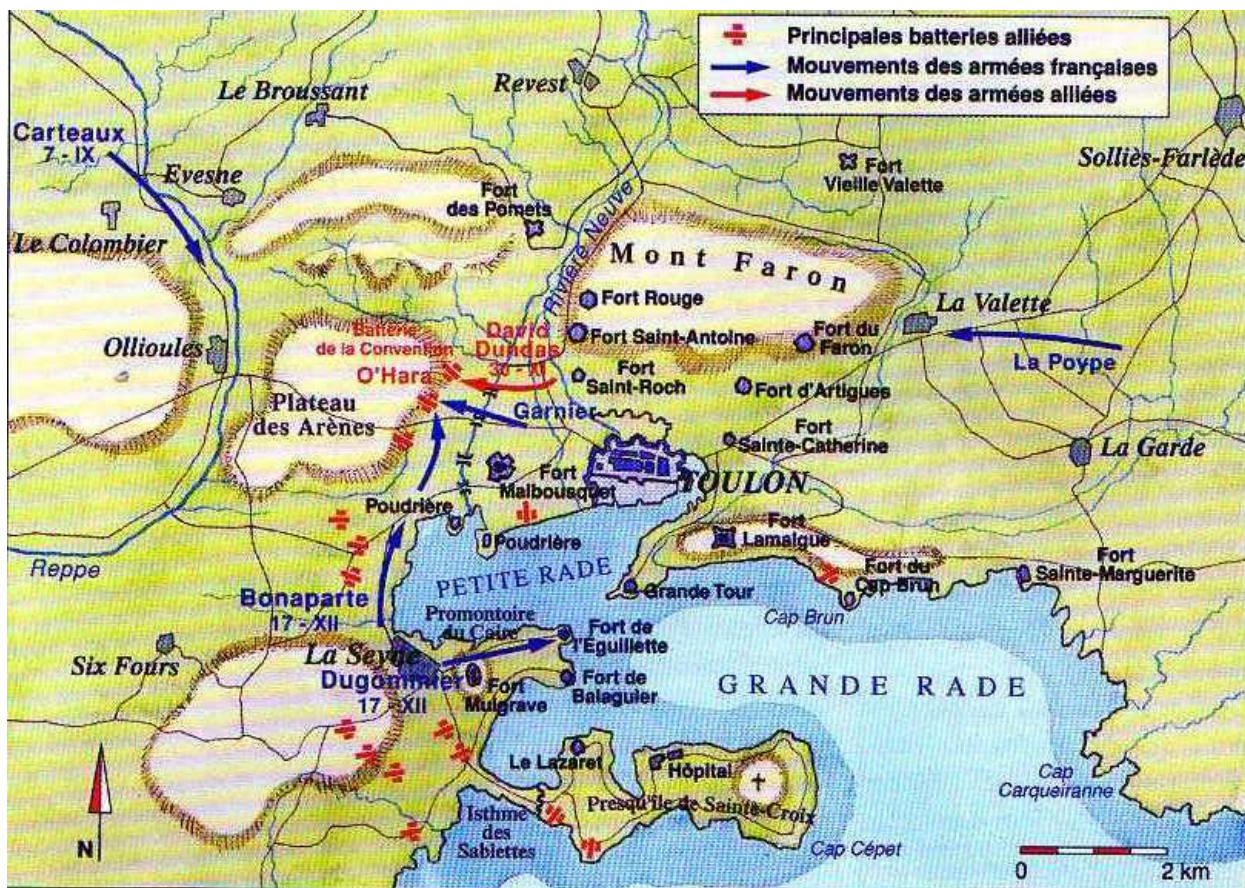 Principales batteries alliées
Mouvements des armées françaises
Mouvements des armées alliées
Revest
Le Broussant
Carteaux
7 - IX
Eveshe
Le Colombier
Fort
des Pomets
Rivière Neuve
Fort
Vieille Valette
Solliès-Farlède
Mont Faron
Fort Rouge
Fort Saint-Antoine
Fort du
Faron
La Valette
La Poype
Ollioules
Batterie
de la Convention
O'Hara
David
Dundas
30 - XI
Fort
Saint-Roch
Fort d'Artigues
Plateau
des Arènes
Garnier
Fort
Sainte-Catherine
La Garde
Fort
Malbousquet
TOULON
Poudrière
Poudrière
Fort
Lamalgue
Reppe
PETITE RADE
Grande Tour
Fort du
Cap Brun
Fort
Sainte-Marguerite
Cap Brun
Bonaparte
17 - XII
Promontoire
du Caire
Fort de
l'Eguillette
Six Fours
La Seyne
Dugommier
17 - XII
Fort
Mulgrave
Fort de
Balaguier
GRANDE RADE
Le Lazaret
Hôpital
Presqu'île de Sainte-Croix
Cap
Carqueiranne
Isthme
des
Sablettes
Cap Cépet
N
0
2 km